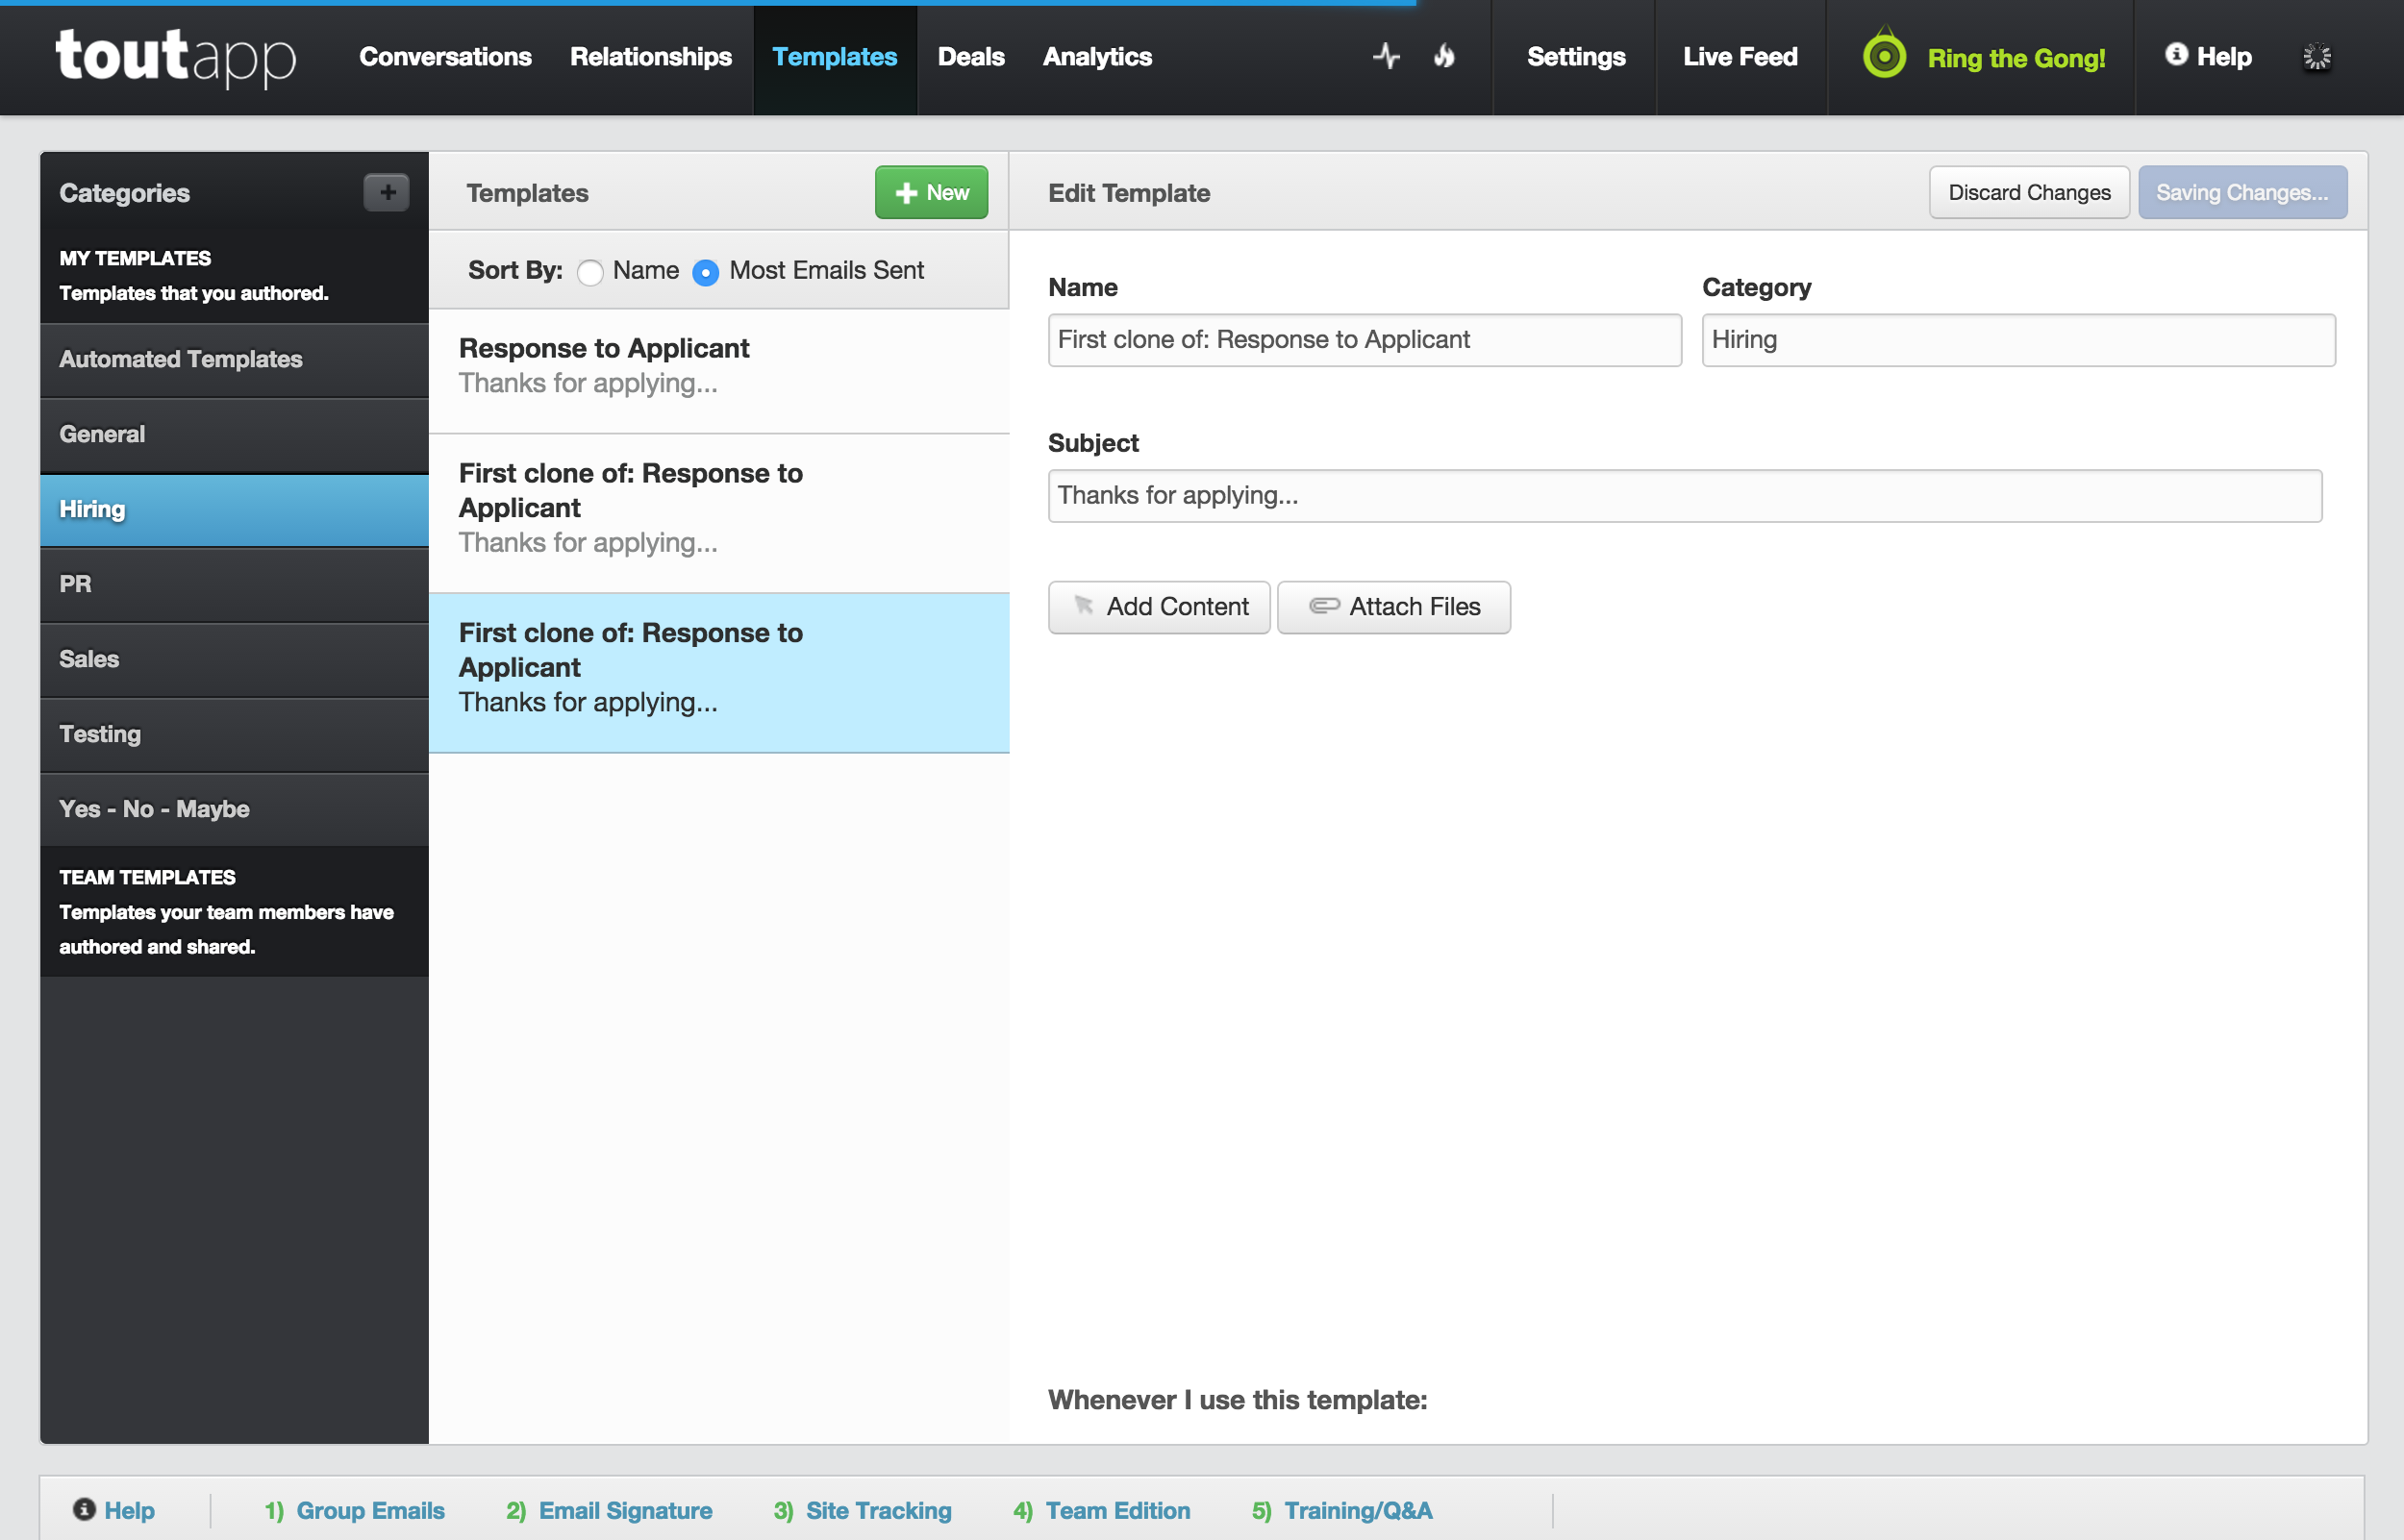 toutapp
Conversations Relationships Templates Deals Analytics Settings Live Feed Ring the Gong! Help
Categories
MY TEMPLATES
Templates that you authored.
Automated Templates
General
Hiring
PR
Sales
Testing
Yes - No - Maybe
TEAM TEMPLATES
Templates your team members have
authored and shared.
Templates New
Sort By: Name Most Emails Sent
Response to Applicant
Thanks for applying...
First clone of: Response to
Applicant
Thanks for applying...
First clone of: Response to
Applicant
Thanks for applying...
Edit Template Discard Changes Saving Changes...
Name Category
First clone of: Response to Applicant Hiring
Subject
Thanks for applying...
Add Content Attach Files
Whenever I use this template:
Help 1) Group Emails 2) Email Signature 3) Site Tracking 4) Team Edition 5) Training/Q&A